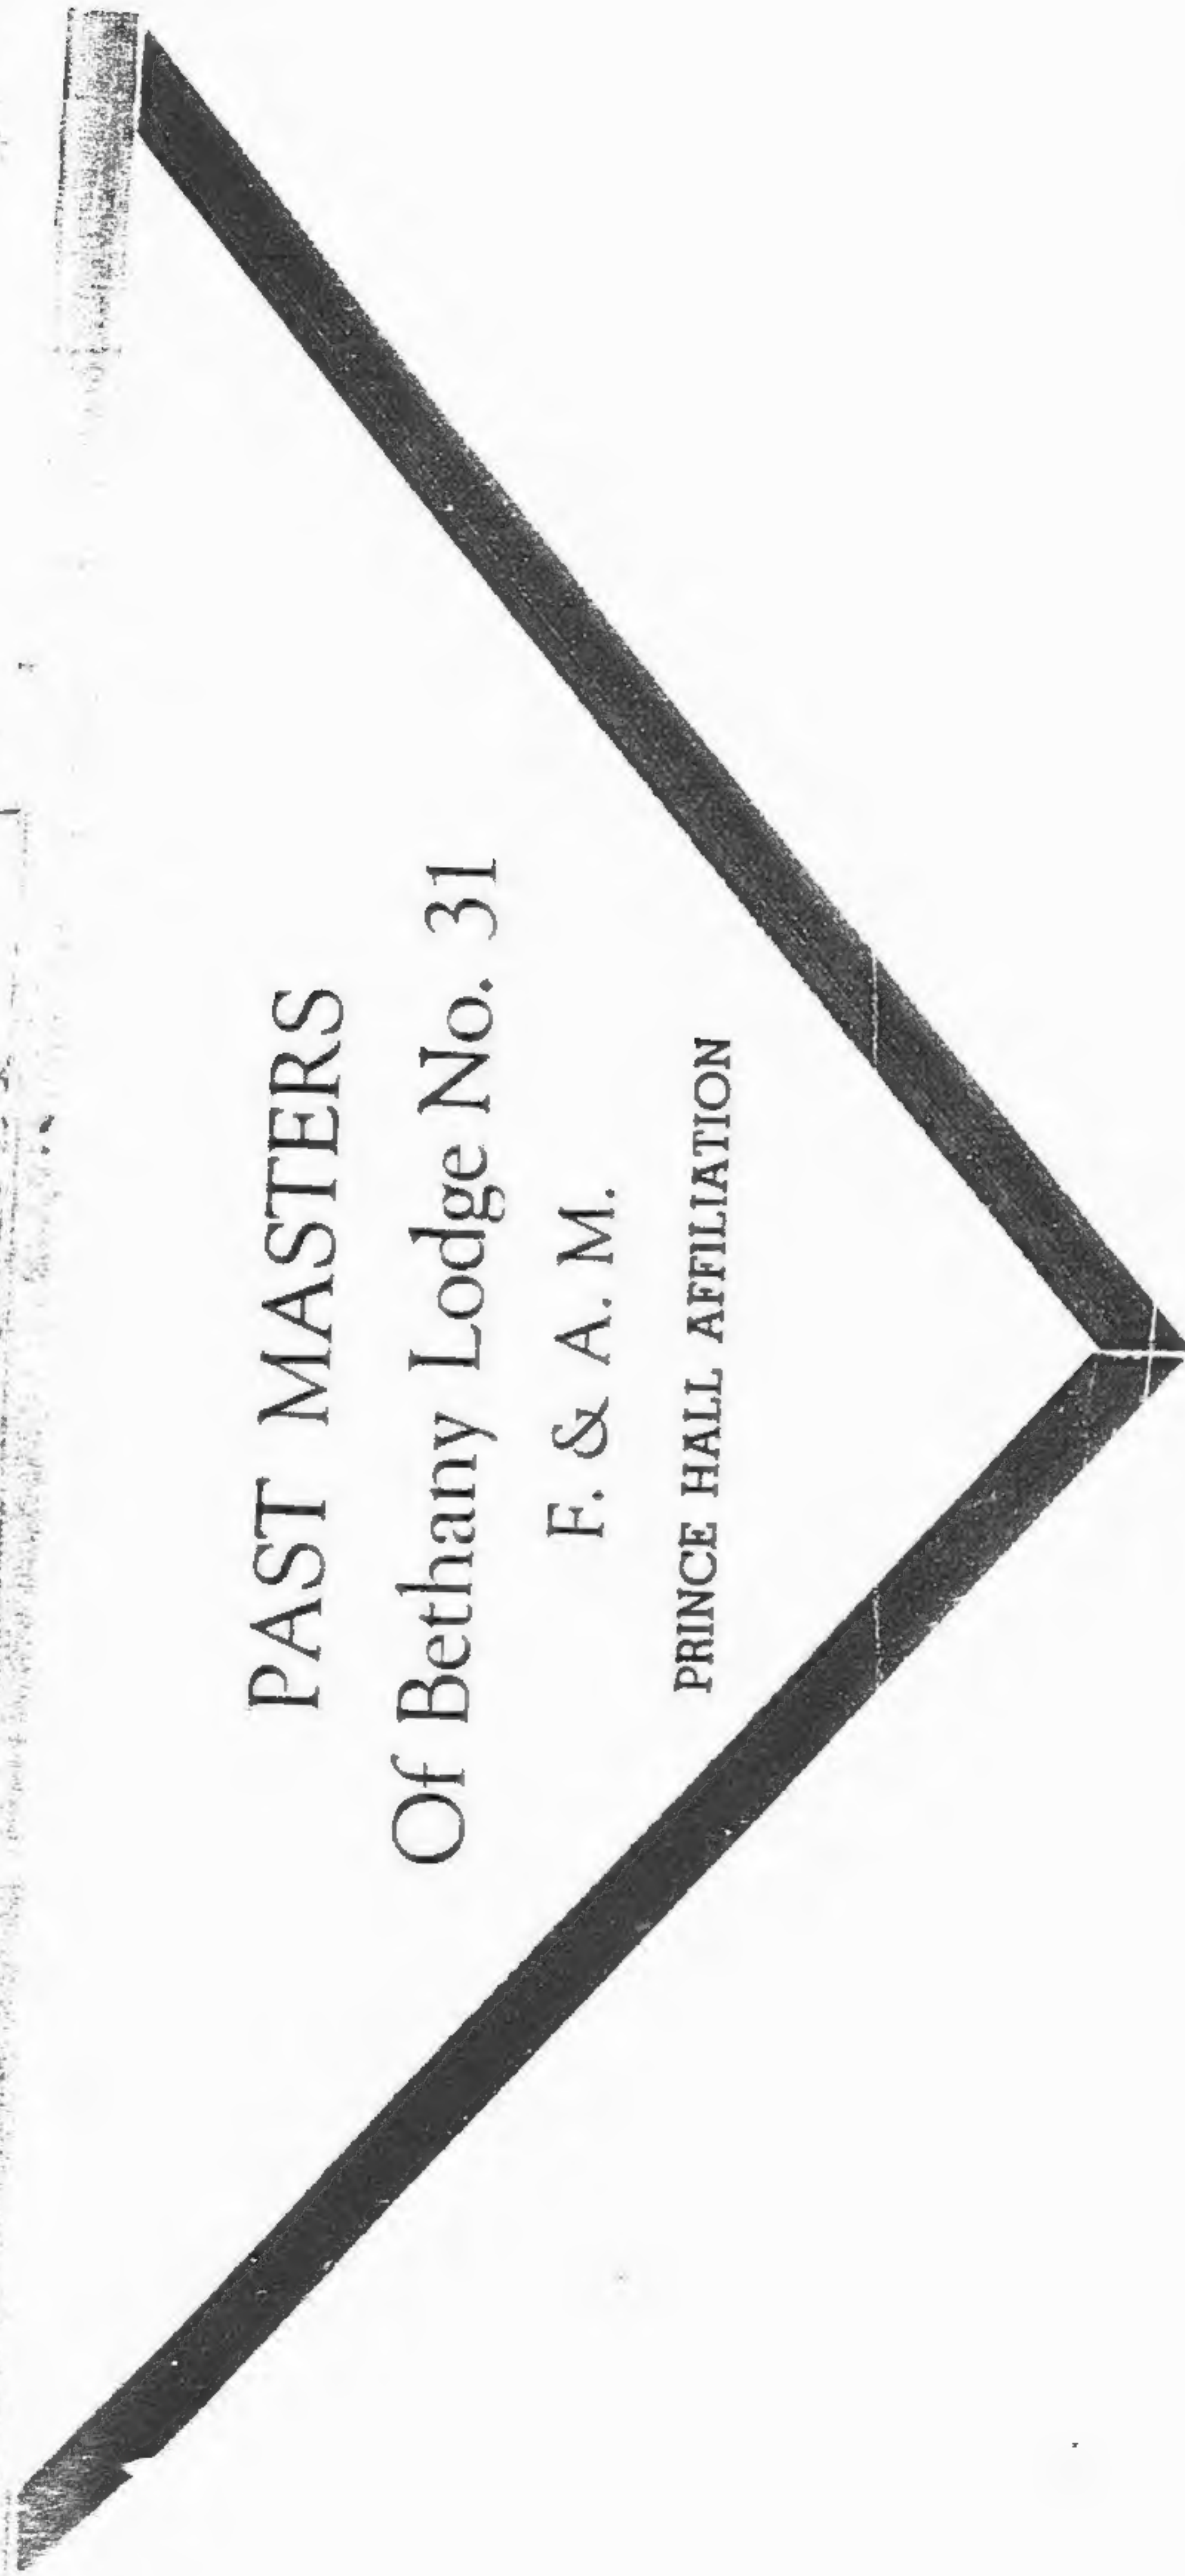 PAST MASTERS
Of Bethany Lodge No. 31
F. & A. M.
PRINCE HALL AFFILIATION